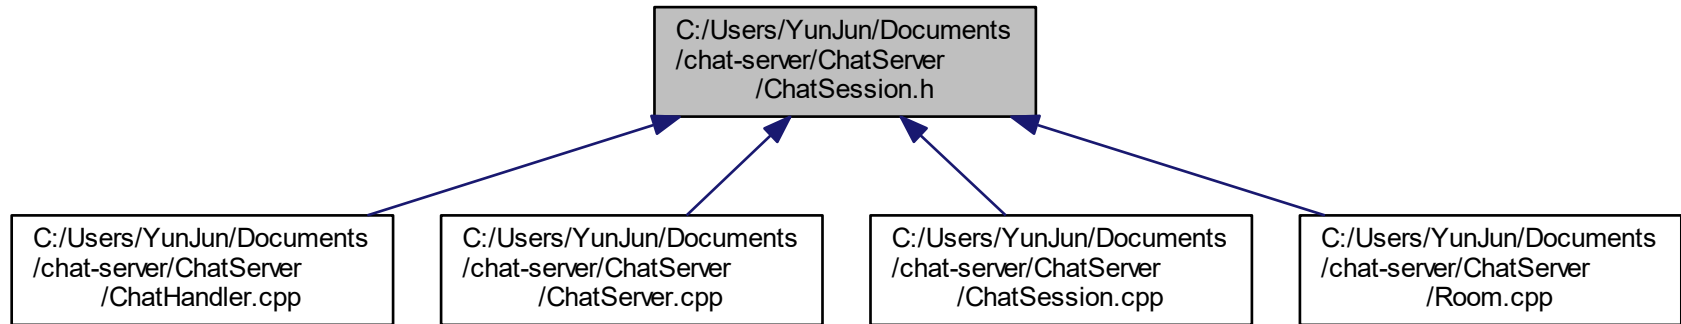 C:/Users/YunJun/Documents
/chat-server/ChatServer
/ChatSession.h
C:/Users/YunJun/Documents
/chat-server/ChatServer
/ChatHandler.cpp
C:/Users/YunJun/Documents
/chat-server/ChatServer
/ChatServer.cpp
C:/Users/YunJun/Documents
/chat-server/ChatServer
/ChatSession.cpp
C:/Users/YunJun/Documents
/chat-server/ChatServer
/Room.cpp